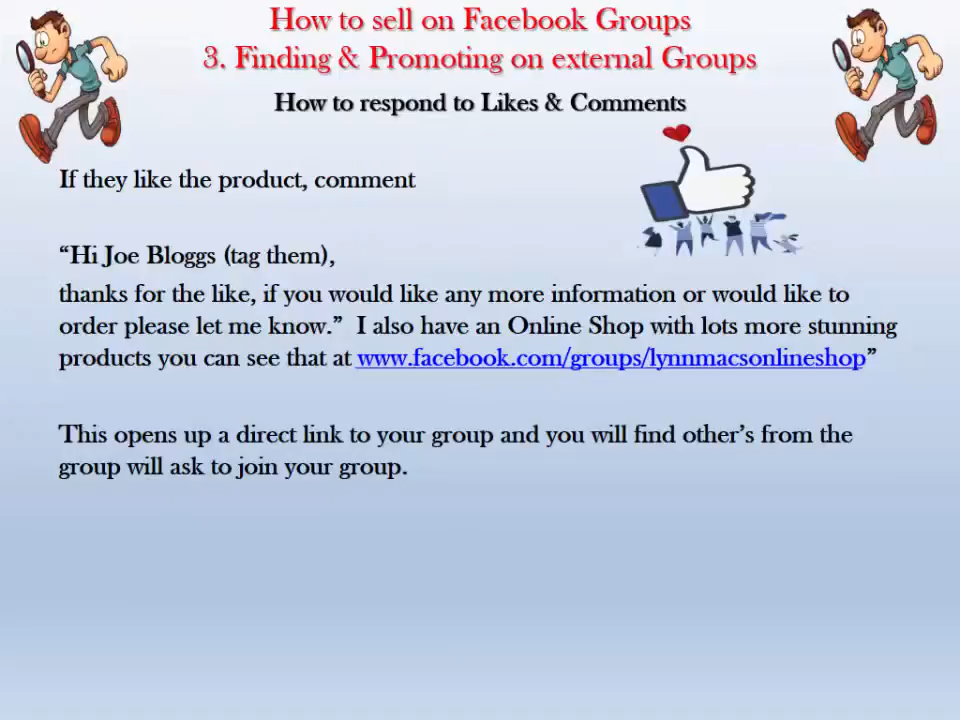 How to sell on Facebook Groups
3. Finding & Promoting on external Groups
How to respond to Likes & Comments
If they like the product, comment
“Hi Joe Bloggs (tag them),
thanks for the like, if you would like any more information or would like to
order please let me know.” I also have an Online Shop with lots more stunning
products you can see that at www.facebook.com/groups/lynnmacsonlineshop”
This opens up a direct link to your group and you will find other’s from the
group will ask to join your group.